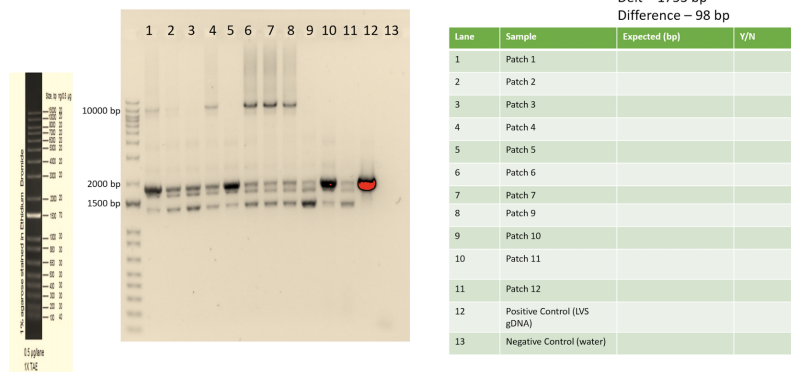 Delt – 1755 bp
Difference – 98 bp
1 2 3 4 5 6 7 8 9 10 11 12 13
10000 bp
2000 bp
1500 bp
1% agarose stained in Ethidium Bromide
0.5 µg/lane
1X TAE
Lane Sample Expected (bp) Y/N
1 Patch 1
2 Patch 2
3 Patch 3
4 Patch 4
5 Patch 5
6 Patch 6
7 Patch 7
8 Patch 9
9 Patch 10
10 Patch 11
11 Patch 12
12 Positive Control (LVS
gDNA)
13 Negative Control (water)